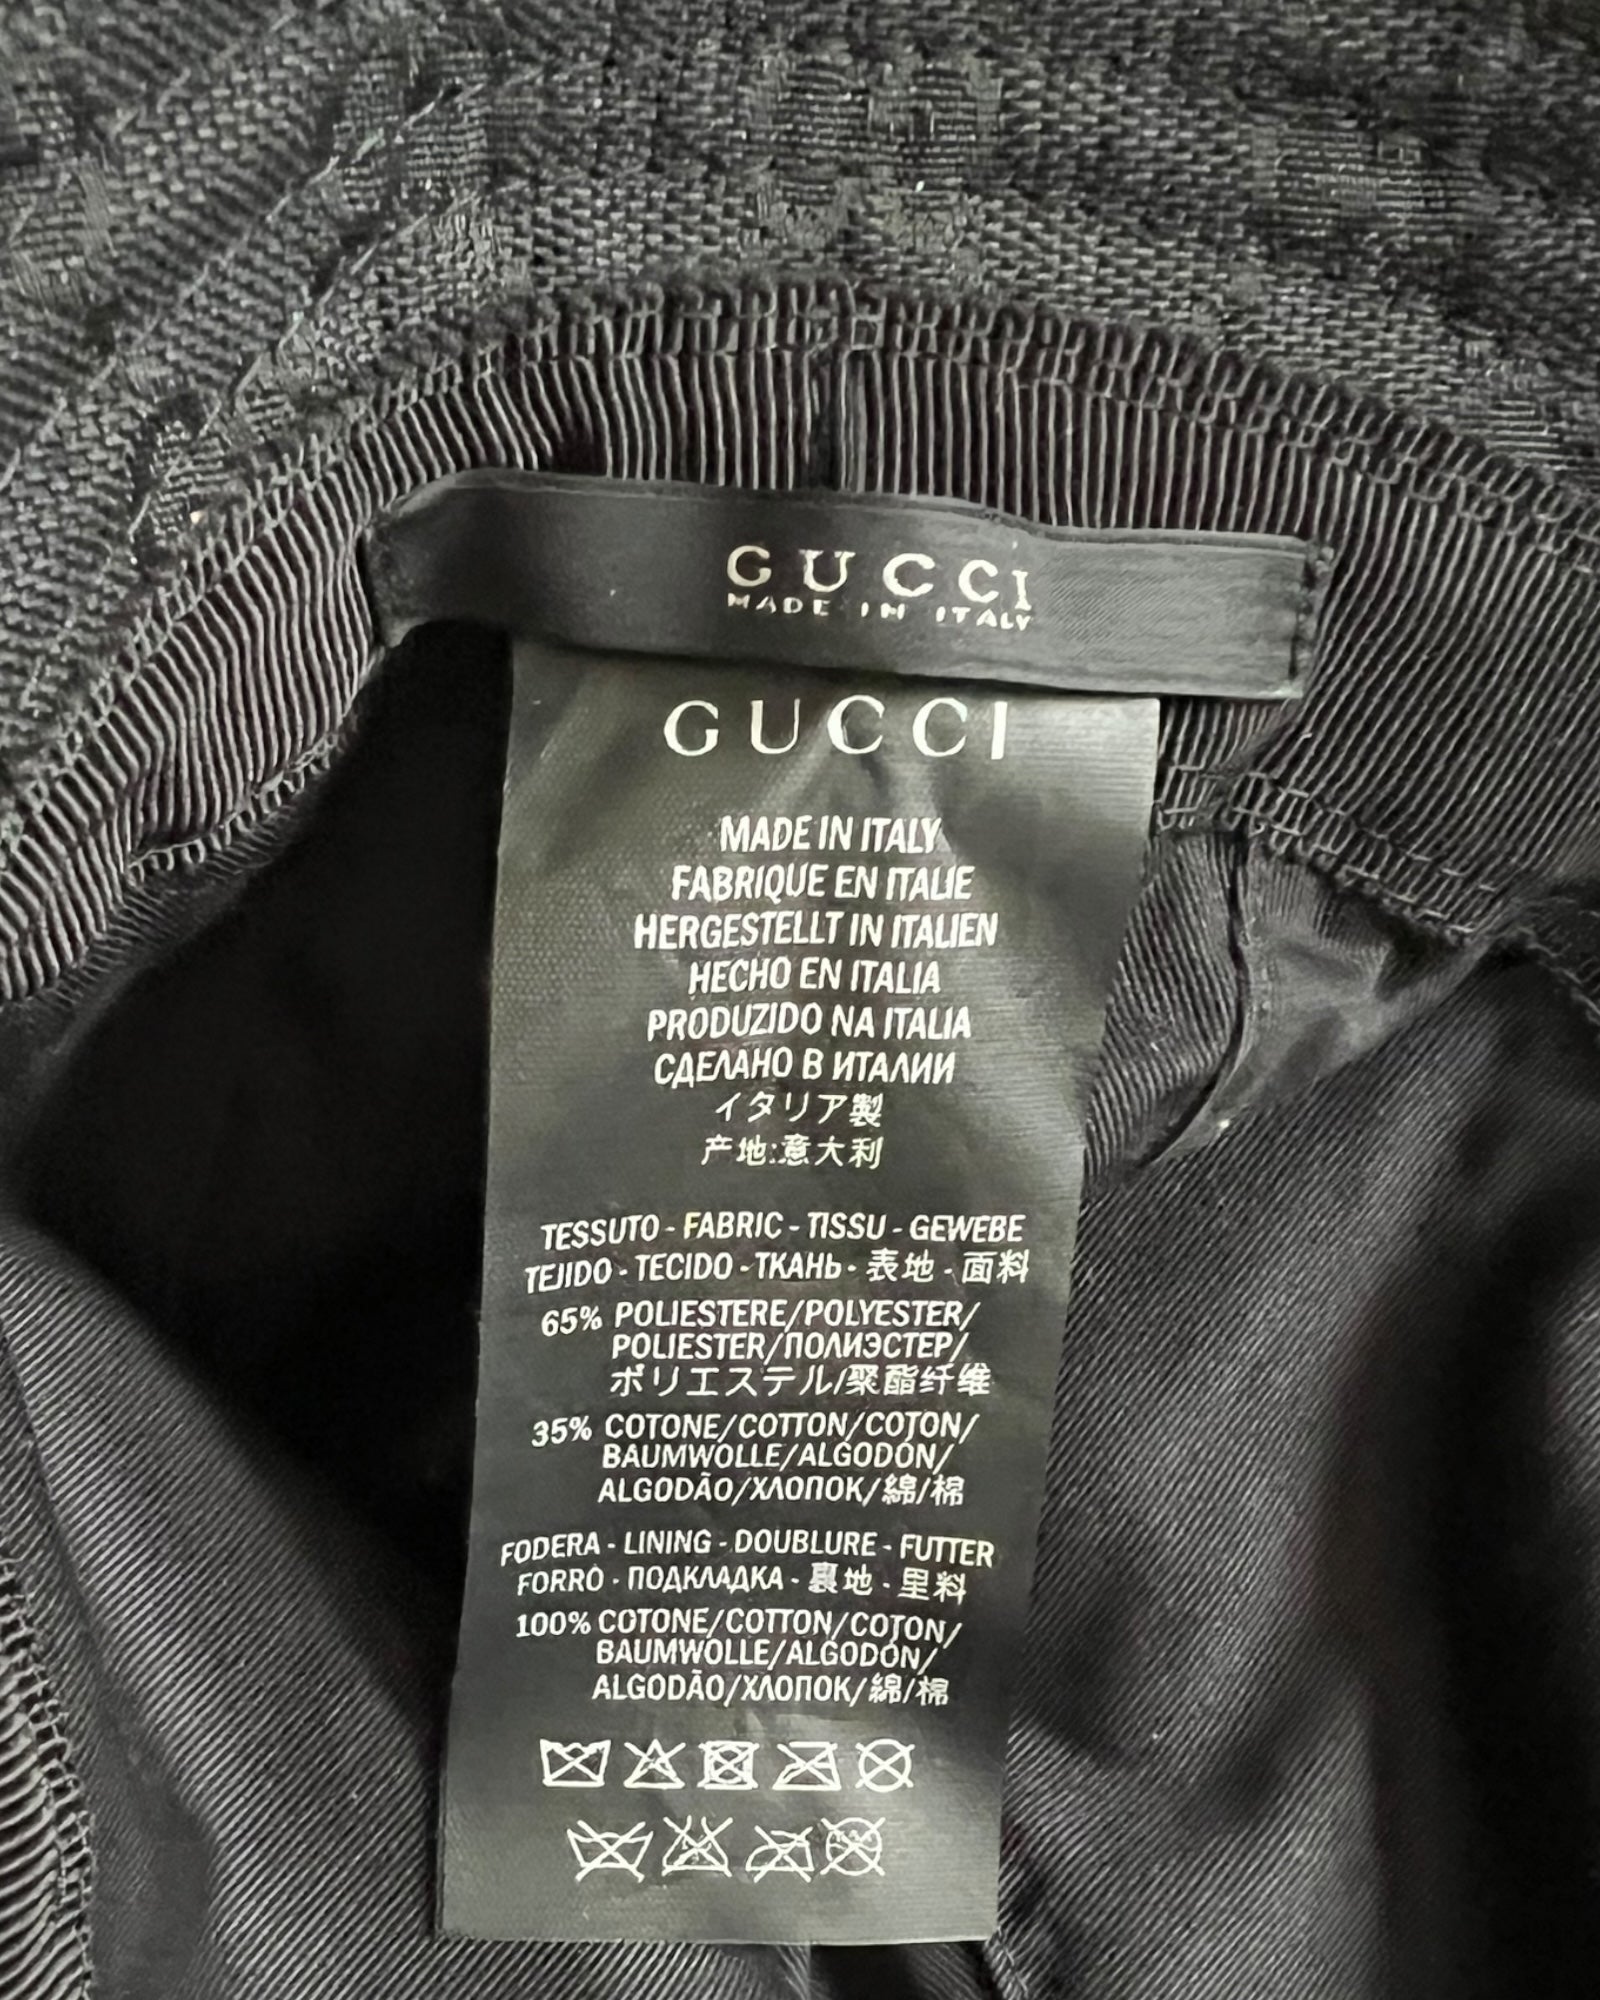 GUCCI
MADE IN ITALY
GUCCI
MADE IN ITALY
FABRIQUE EN ITALIE
HERGESTELLT IN ITALIEN
HECHO EN ITALIA
PRODUZIDO NA ITALIA
СДЕЛАНО В ИТАЛИИ
イタリア製
产地:意大利
TESSUTO - FABRIC - TISSU - GEWEBE
TEJIDO - TECIDO - ТКАНЬ - 表地 - 面料
65% POLIESTERE/POLYESTER/
POLIESTER/ПОЛИЭСТЕР/
ポリエステル/聚酯纤维
35% COTONE/COTTON/COTON/
BAUMWOLLE/ALGODÓN/
ALGODÃO/ХЛОПОК/綿/棉
FODERA - LINING - DOUBLURE - FUTTER
FORRO - ПОДКЛАДКА - 裏地 - 里料
100% COTONE/COTTON/COTON/
BAUMWOLLE/ALGODÓN/
ALGODÃO/ХЛОПОК/綿/棉